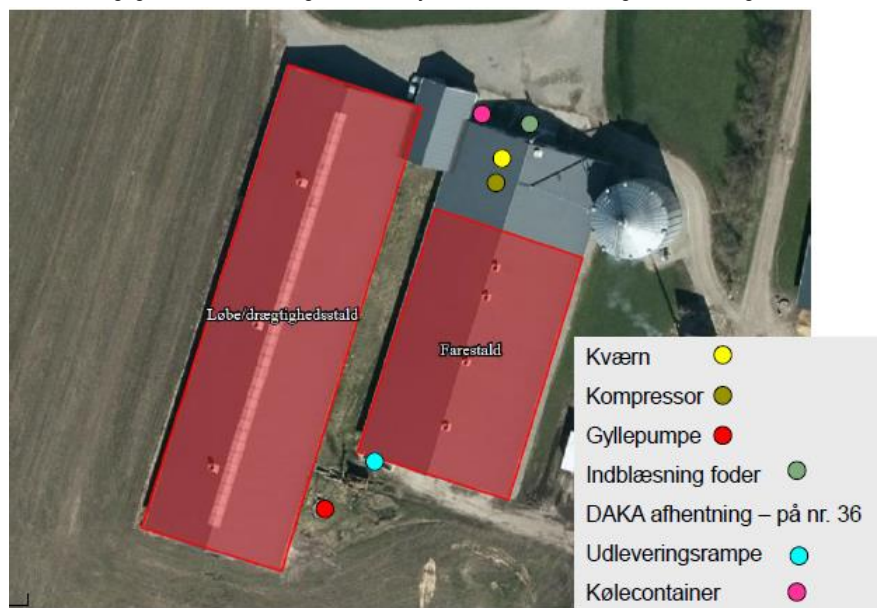 Løbe/drægtighedsstald
Farestald
Kværn
Kompressor
Gyllepumpe
Indblæsning foder
DAKA afhentning – på nr. 36
Udleveringsrampe
Kølecontainer